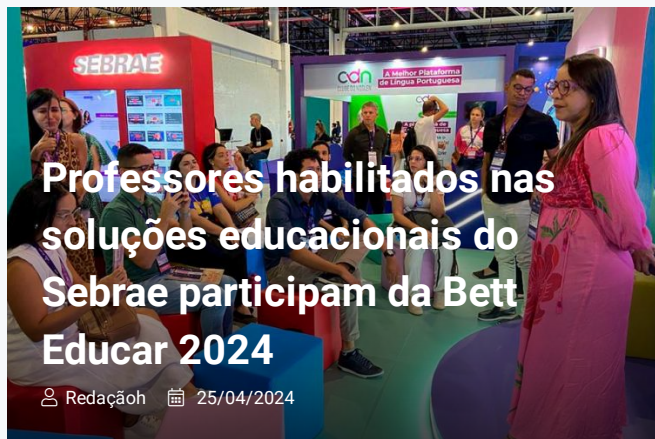 SEBRAE
cdn
A Melhor Plataforma
de Língua Portuguesa
Professores habilitados nas
soluções educacionais do
Sebrae participam da Bett
Educar 2024
Redaçãoh 25/04/2024